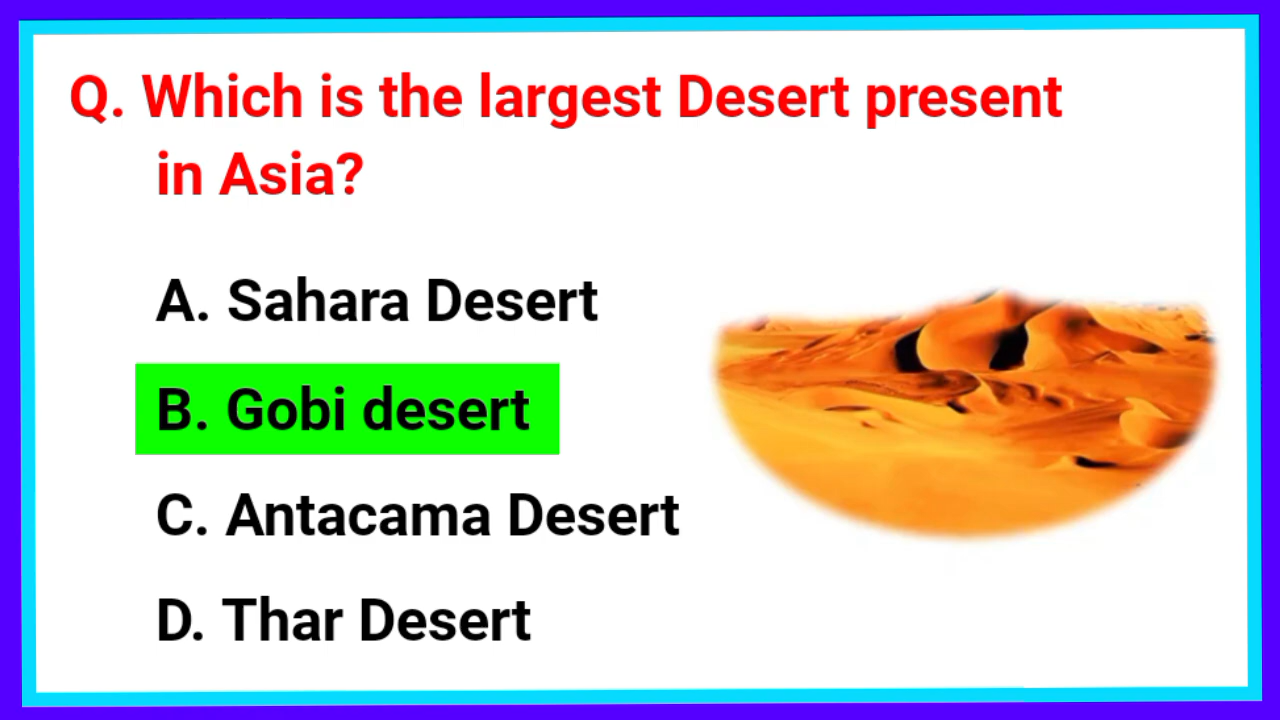 Q. Which is the largest Desert present
in Asia?
A. Sahara Desert
B. Gobi desert
C. Antacama Desert
D. Thar Desert